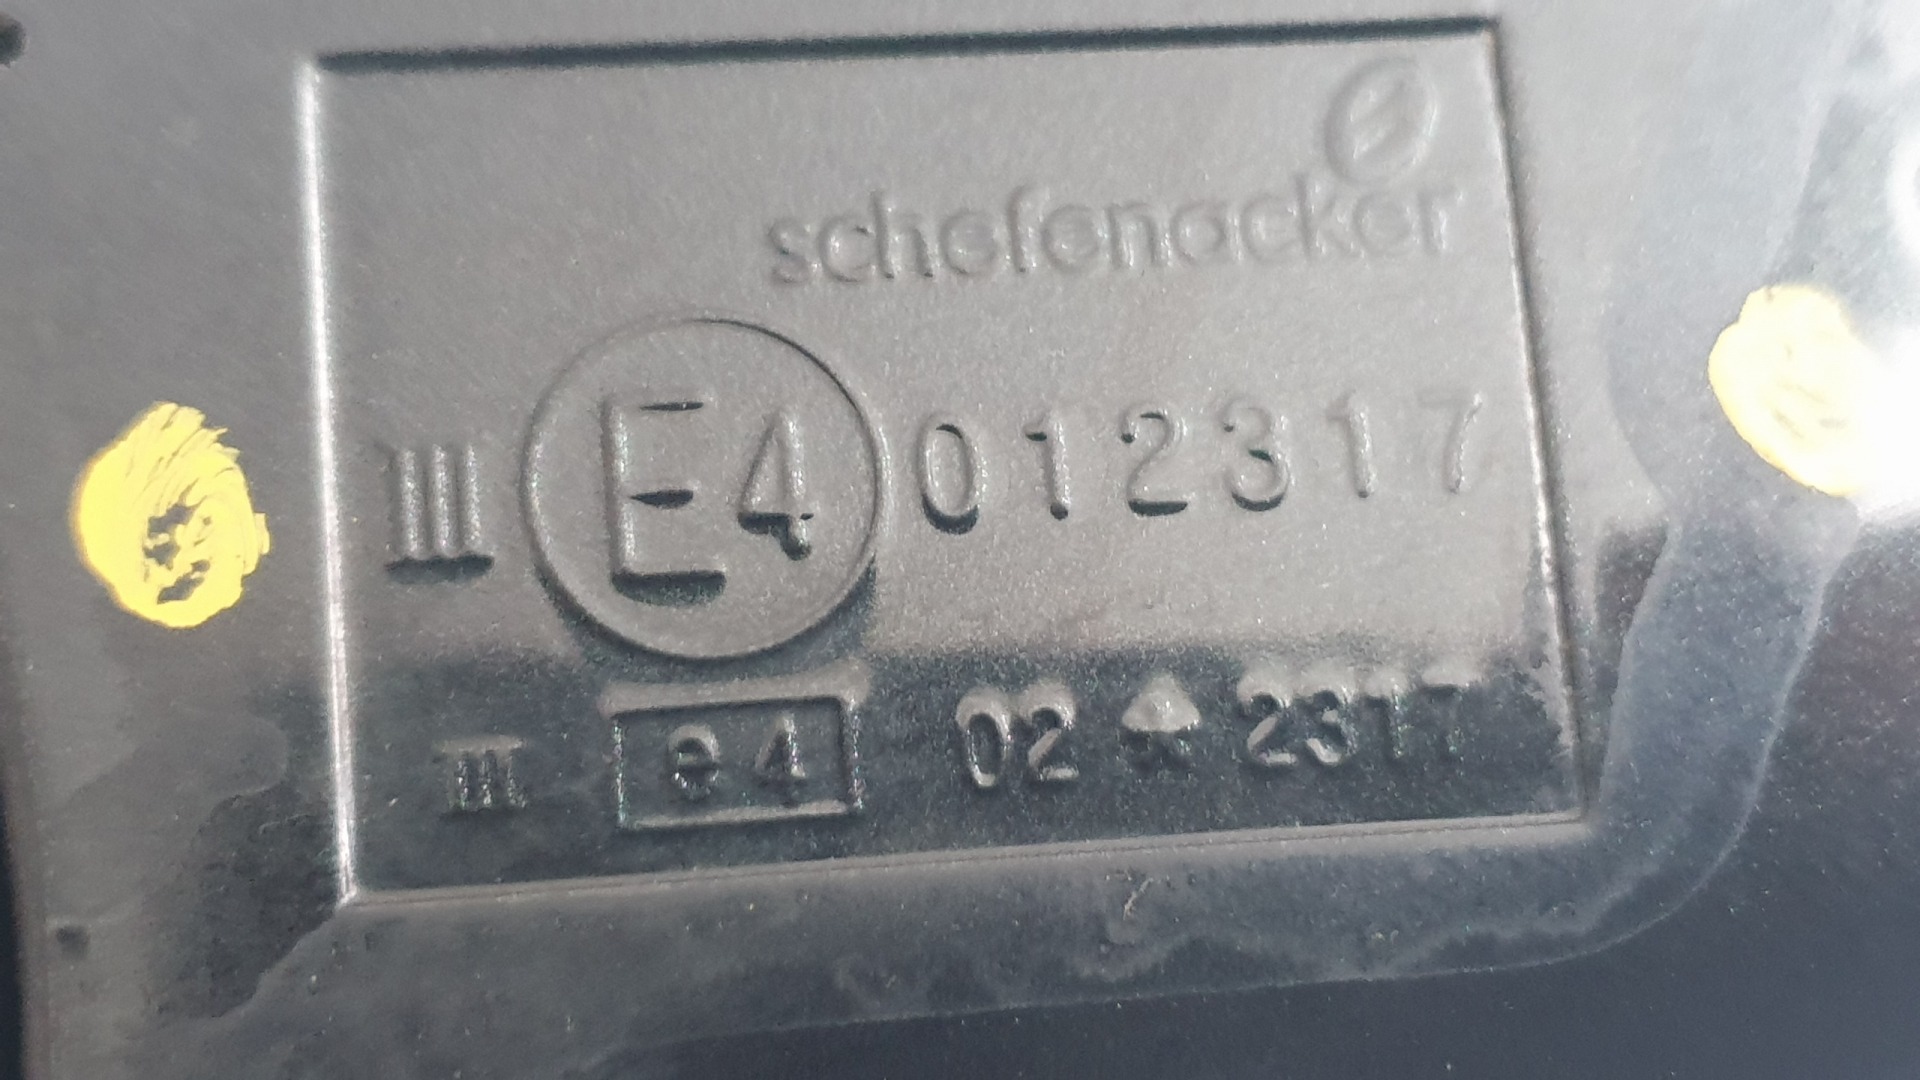 schefenacker
III E4 012317
III e4 02 * 2317